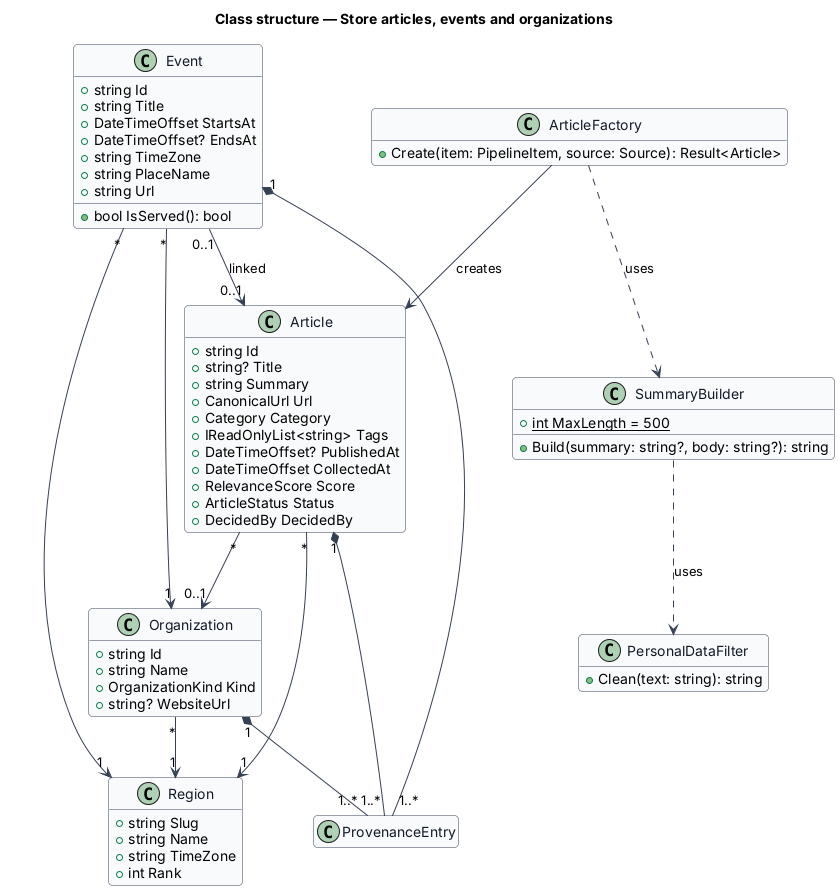 Class structure — Store articles, events and organizations
C Event
string Id
string Title
DateTimeOffset StartsAt
DateTimeOffset? EndsAt
string TimeZone
string PlaceName
string Url
bool IsServed(): bool
C ArticleFactory
Create(item: PipelineItem, source: Source): Result<Article>
1
*
*
0..1
linked
0..1
creates
uses
C Article
string Id
string? Title
string Summary
CanonicalUrl Url
Category Category
IReadOnlyList<string> Tags
DateTimeOffset? PublishedAt
DateTimeOffset CollectedAt
RelevanceScore Score
ArticleStatus Status
DecidedBy DecidedBy
C SummaryBuilder
int MaxLength = 500
Build(summary: string?, body: string?): string
*
*
1
1
0..1
uses
C Organization
string Id
string Name
OrganizationKind Kind
string? WebsiteUrl
C PersonalDataFilter
Clean(text: string): string
*
1
1
1
1
1..*
1..*
1..*
C Region
string Slug
string Name
string TimeZone
int Rank
C ProvenanceEntry